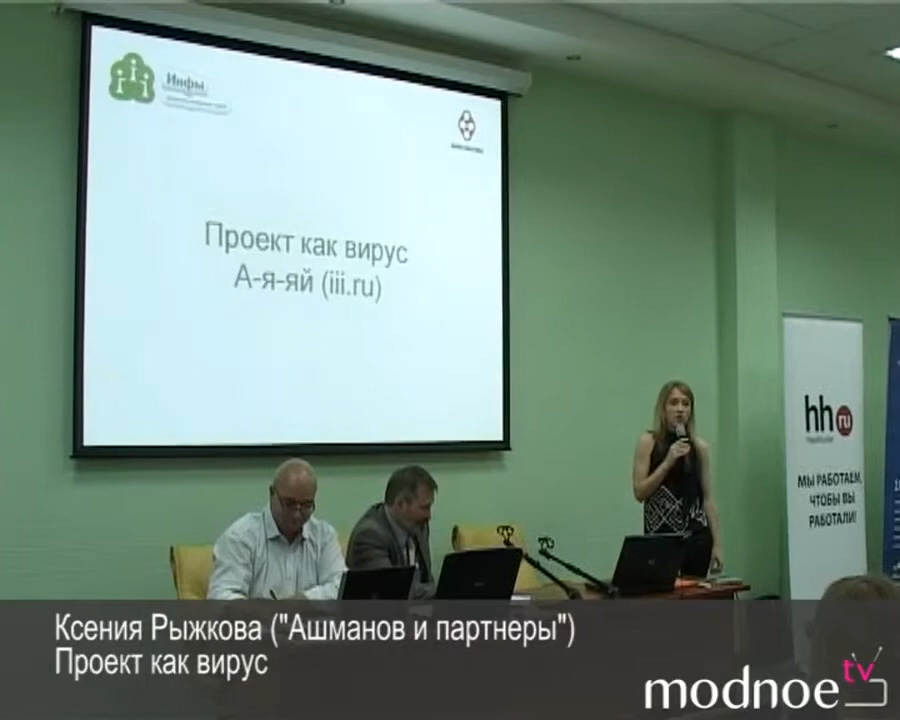 Инфы
Проект как вирус
А-я-яй (iii.ru)
hh ru
МЫ РАБОТАЕМ,
ЧТОБЫ ВЫ
РАБОТАЛИ!
Ксения Рыжкова ("Ашманов и партнеры")
Проект как вирус
modnoe tv